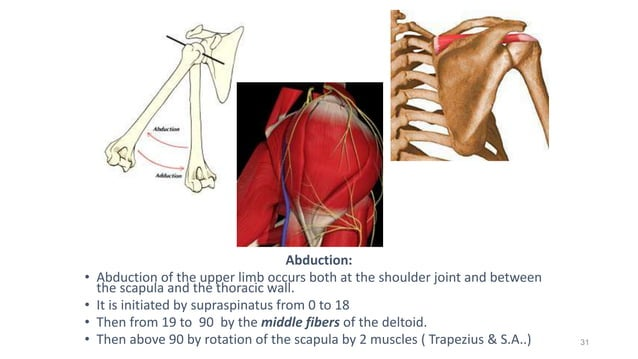 Abduction
Adduction
Abduction:
• Abduction of the upper limb occurs both at the shoulder joint and between
the scapula and the thoracic wall.
• It is initiated by supraspinatus from 0 to 18
• Then from 19 to 90 by the middle fibers of the deltoid.
• Then above 90 by rotation of the scapula by 2 muscles ( Trapezius & S.A..)
31